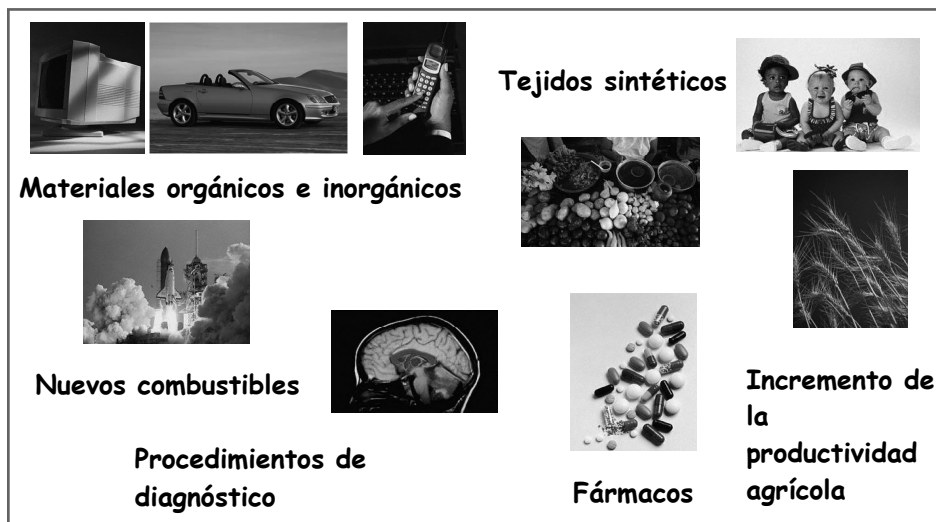 Tejidos sintéticos
Materiales orgánicos e inorgánicos
Nuevos combustibles
Procedimientos de
diagnóstico
Fármacos
Incremento de
la
productividad
agrícola